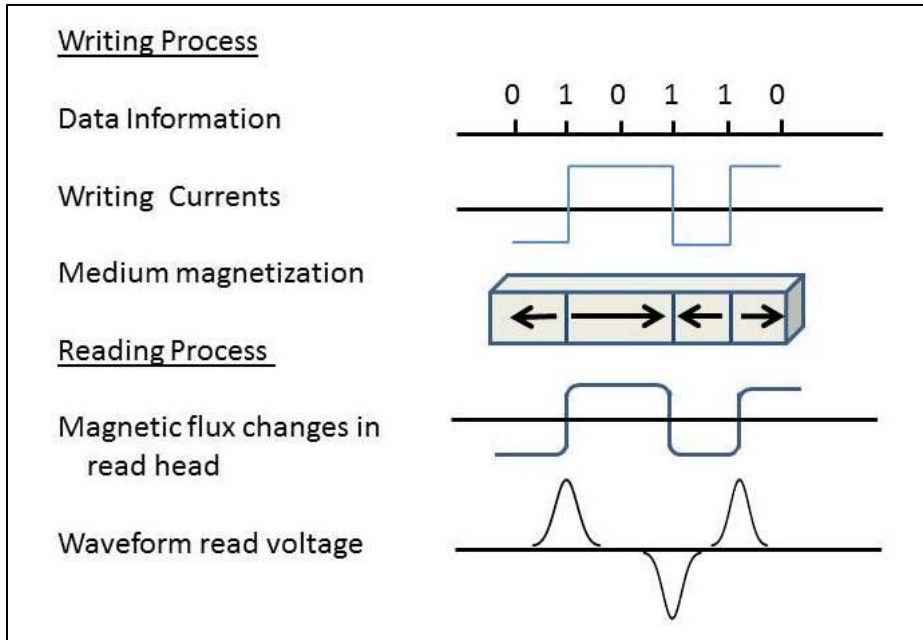 Writing Process
0 1 0 1 1 0
Data Information
Writing Currents
Medium magnetization
Reading Process
Magnetic flux changes in
read head
Waveform read voltage